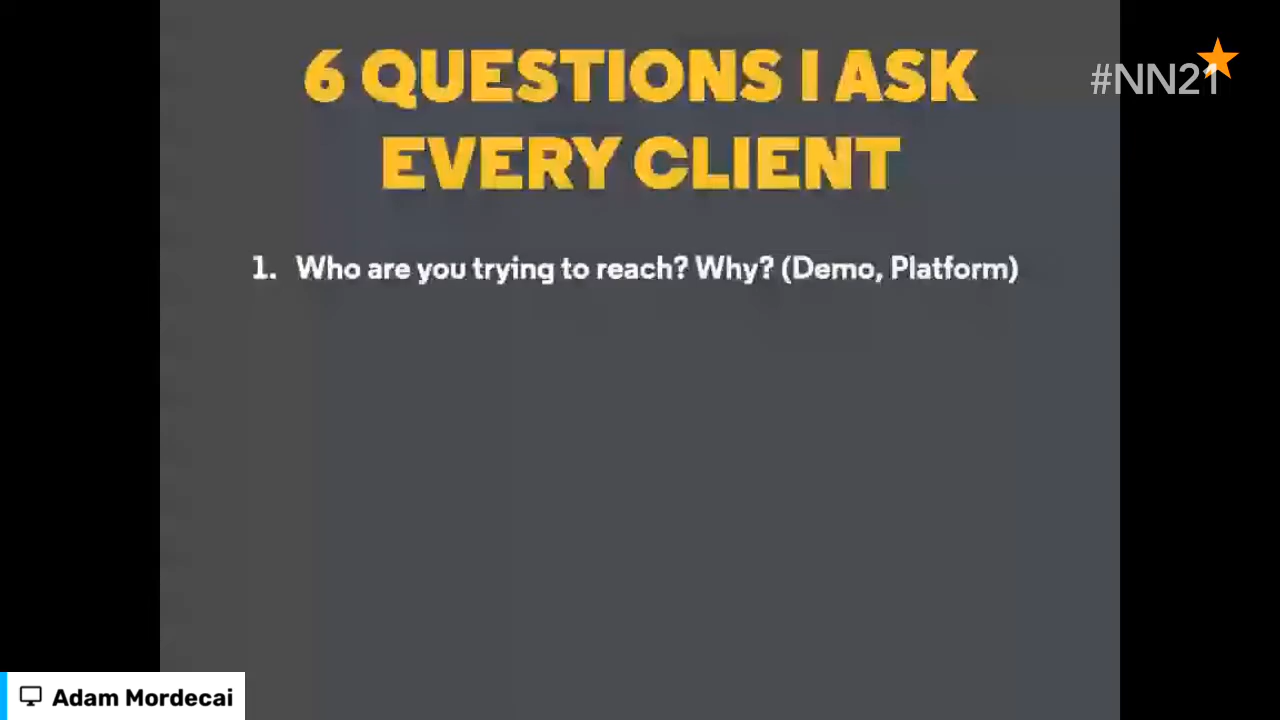 6 QUESTIONS I ASK
EVERY CLIENT
#NN21
1. Who are you trying to reach? Why? (Demo, Platform)
Adam Mordecai